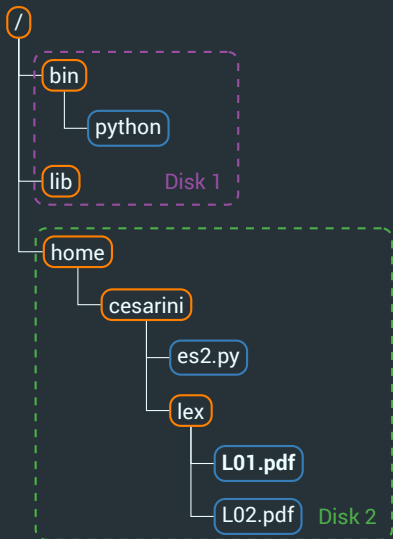 /
bin
python
lib
Disk 1
home
cesarini
es2.py
lex
L01.pdf
L02.pdf
Disk 2